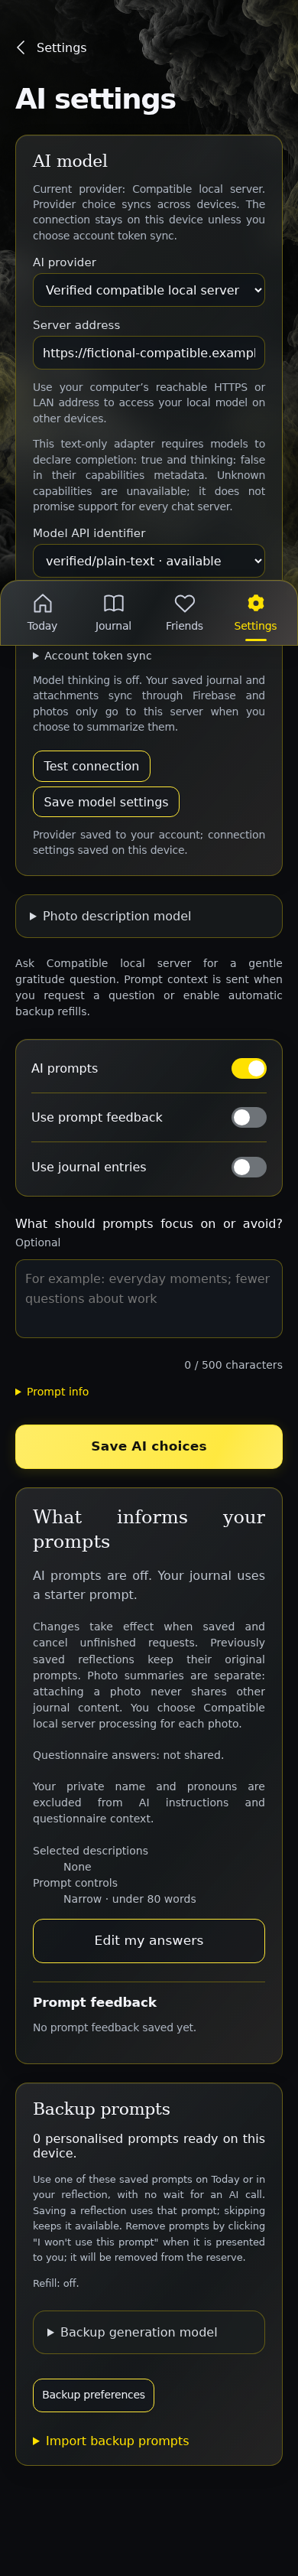 Settings
AI settings
AI model
Current provider: Compatible local server.
Provider choice syncs across devices. The
connection stays on this device unless you
choose account token sync.
AI provider
Verified compatible local server
Server address
https://fictional-compatible.exampl
Use your computer’s reachable HTTPS or
LAN address to access your local model on
other devices.
This text-only adapter requires models to
declare completion: true and thinking: false
in their capabilities metadata. Unknown
capabilities are unavailable; it does not
promise support for every chat server.
Model API identifier
verified/plain-text · available
Today
Journal
Friends
Settings
Account token sync
Model thinking is off. Your saved journal and
attachments sync through Firebase and
photos only go to this server when you
choose to summarize them.
Test connection
Save model settings
Provider saved to your account; connection
settings saved on this device.
Photo description model
Ask Compatible local server for a gentle
gratitude question. Prompt context is sent when
you request a question or enable automatic
backup refills.
AI prompts
Use prompt feedback
Use journal entries
What should prompts focus on or avoid?
Optional
For example: everyday moments; fewer
questions about work
0 / 500 characters
Prompt info
Save AI choices
What informs your
prompts
AI prompts are off. Your journal uses
a starter prompt.
Changes take effect when saved and
cancel unfinished requests. Previously
saved reflections keep their original
prompts. Photo summaries are separate:
attaching a photo never shares other
journal content. You choose Compatible
local server processing for each photo.
Questionnaire answers: not shared.
Your private name and pronouns are
excluded from AI instructions and
questionnaire context.
Selected descriptions
None
Prompt controls
Narrow · under 80 words
Edit my answers
Prompt feedback
No prompt feedback saved yet.
Backup prompts
0 personalised prompts ready on this
device.
Use one of these saved prompts on Today or in
your reflection, with no wait for an AI call.
Saving a reflection uses that prompt; skipping
keeps it available. Remove prompts by clicking
"I won't use this prompt" when it is presented
to you; it will be removed from the reserve.
Refill: off.
Backup generation model
Backup preferences
Import backup prompts